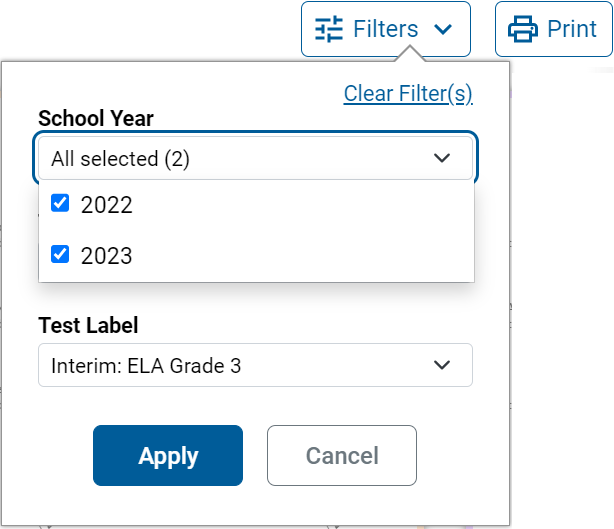 Filters
Print
Clear Filter(s)
School Year
All selected (2)
2022
2023
Test Label
Interim: ELA Grade 3
Apply
Cancel